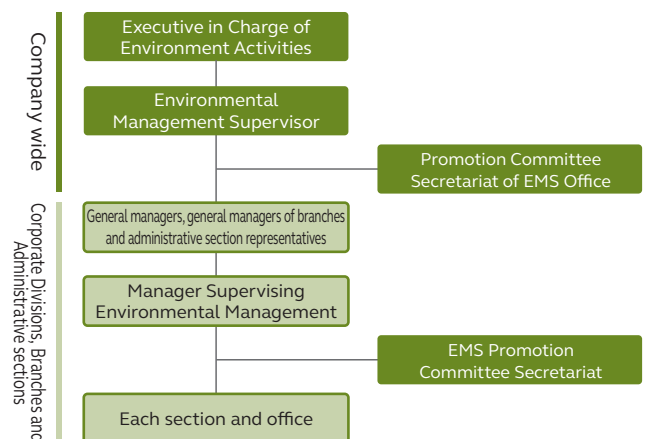 Company wide
Executive in Charge of
Environment Activities
Environmental
Management Supervisor
Promotion Committee
Secretariat of EMS Office
Corporate Divisions, Branches and
Administrative sections
General managers, general managers of branches
and administrative section representatives
Manager Supervising
Environmental Management
EMS Promotion
Committee Secretariat
Each section and office